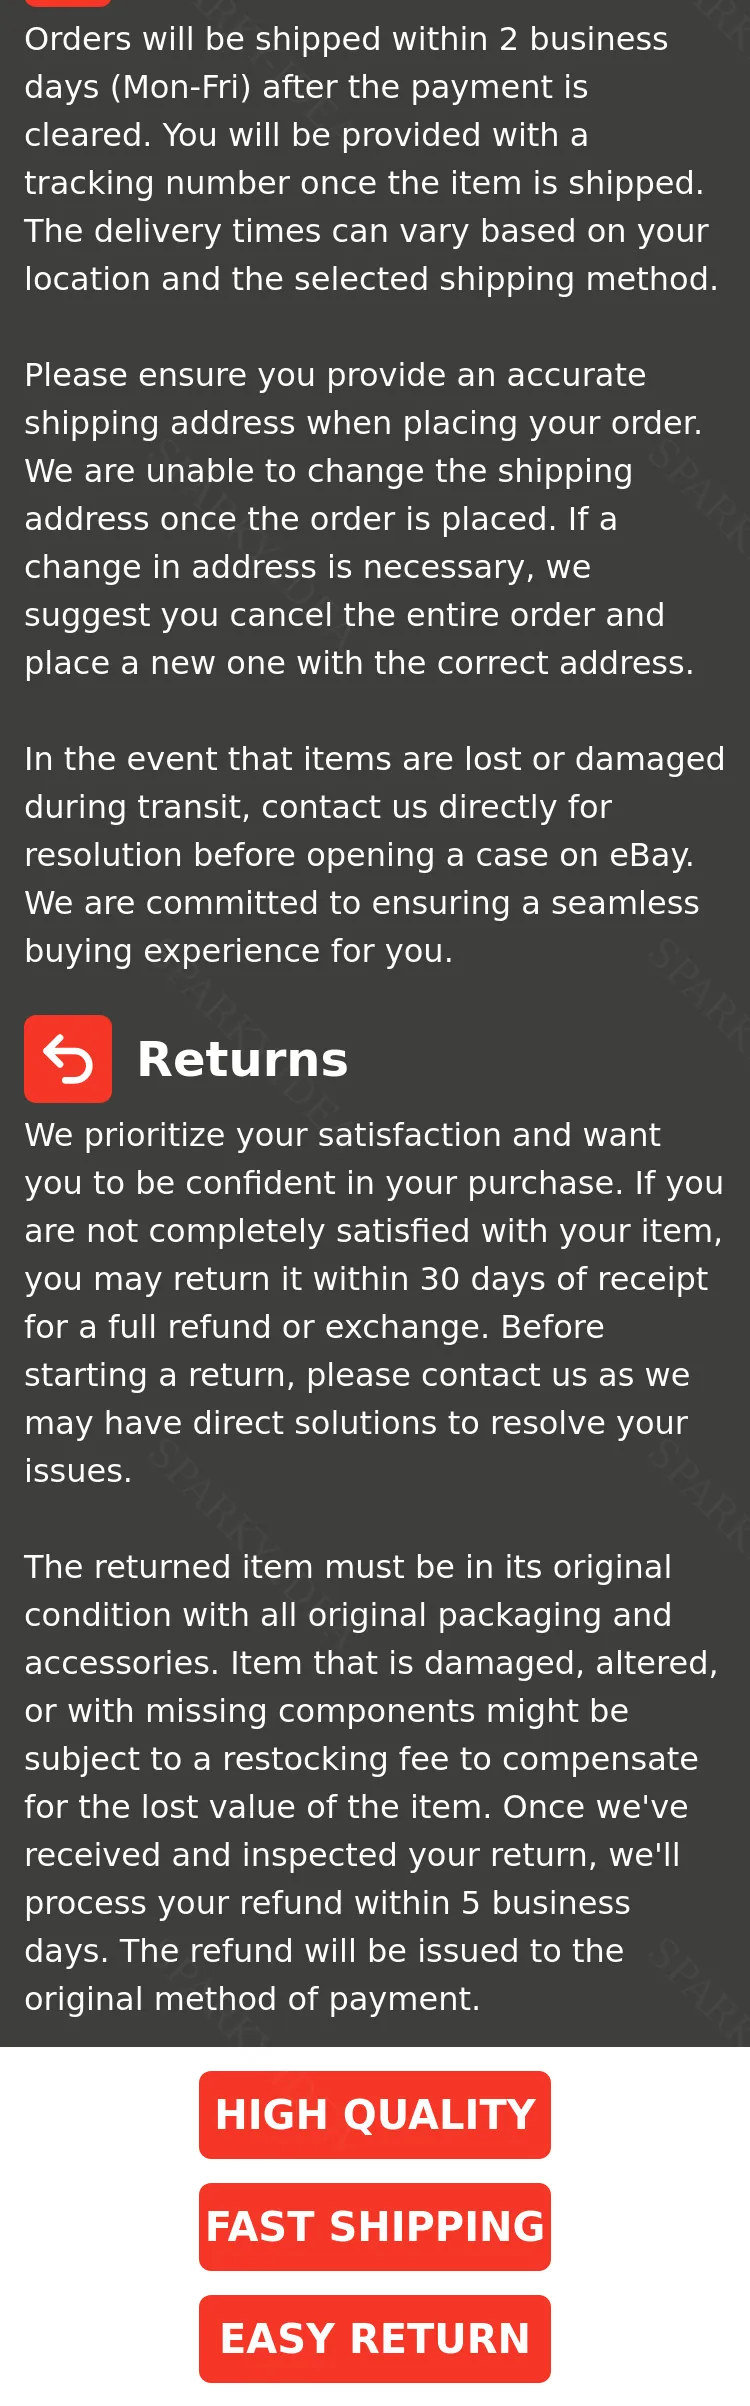 Orders will be shipped within 2 business
days (Mon-Fri) after the payment is
cleared. You will be provided with a
tracking number once the item is shipped.
The delivery times can vary based on your
location and the selected shipping method.
Please ensure you provide an accurate
shipping address when placing your order.
We are unable to change the shipping
address once the order is placed. If a
change in address is necessary, we
suggest you cancel the entire order and
place a new one with the correct address.
In the event that items are lost or damaged
during transit, contact us directly for
resolution before opening a case on eBay.
We are committed to ensuring a seamless
buying experience for you.
Returns
We prioritize your satisfaction and want
you to be confident in your purchase. If you
are not completely satisfied with your item,
you may return it within 30 days of receipt
for a full refund or exchange. Before
starting a return, please contact us as we
may have direct solutions to resolve your
issues.
The returned item must be in its original
condition with all original packaging and
accessories. Item that is damaged, altered,
or with missing components might be
subject to a restocking fee to compensate
for the lost value of the item. Once we've
received and inspected your return, we'll
process your refund within 5 business
days. The refund will be issued to the
original method of payment.
HIGH QUALITY
FAST SHIPPING
EASY RETURN